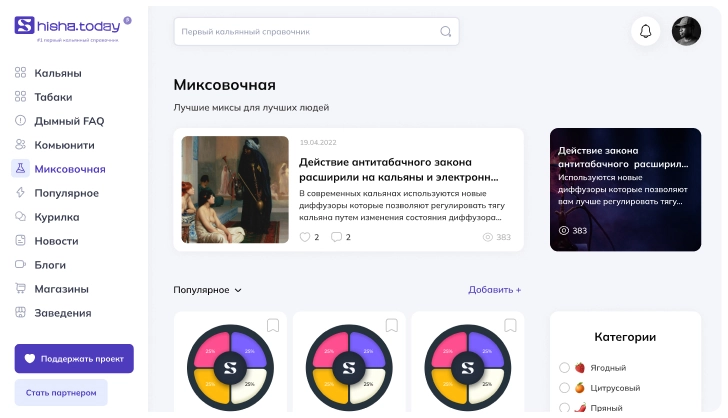 Shisha.today
β
#1 первый кальянный справочник
Первый кальянный справочник
Кальяны
Табаки
Дымный FAQ
Комьюнити
Миксовочная
Популярное
Курилка
Новости
Блоги
Магазины
Заведения
Поддержать проект
Стать партнером
Миксовочная
Лучшие миксы для лучших людей
19.04.2022
Действие антитабачного закона
расширили на кальяны и электронн...
В современных кальянах используются новые
диффузоры которые позволяют регулировать тягу
кальяна путем изменения состояния диффузора...
2 2 383
Действие закона
антитабачного расширил...
Используются новые
диффузоры которые позволяют
вам лучше регулировать тягу...
383
Популярное
Добавить +
25% 25%
S
25% 25%
25% 25%
S
25% 25%
25% 25%
S
25% 25%
Категории
Ягодный
Цитрусовый
Пряный